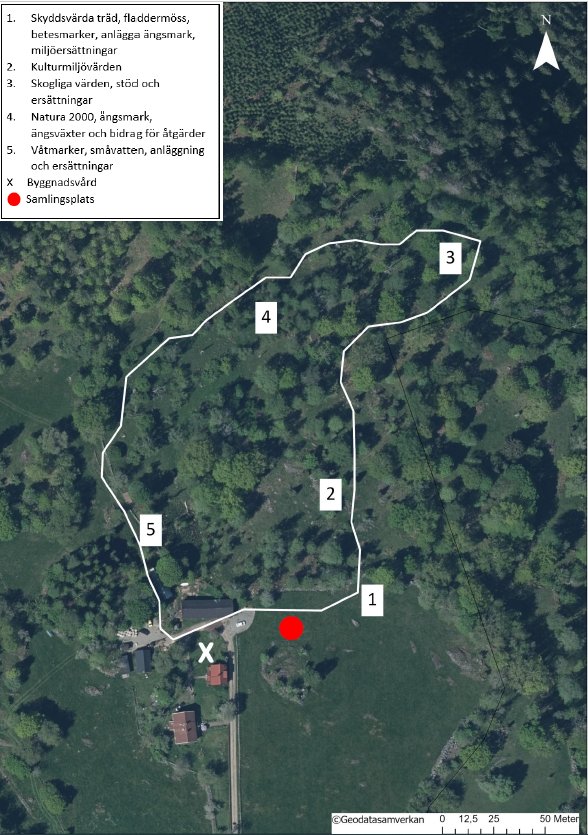 1. Skyddsvärda träd, fladdermöss,
betesmarker, anlägga ängsmark,
miljöersättningar
2. Kulturmiljövärden
3. Skogliga värden, stöd och
ersättningar
4. Natura 2000, ängsmark,
ängsväxter och bidrag för åtgärder
5. Våtmarker, småvatten, anläggning
och ersättningar
X Byggnadsvård
Samlingsplats
N
3
4
2
5
1
X
©Geodatasamverkan 0 12,5 25 50 Meter